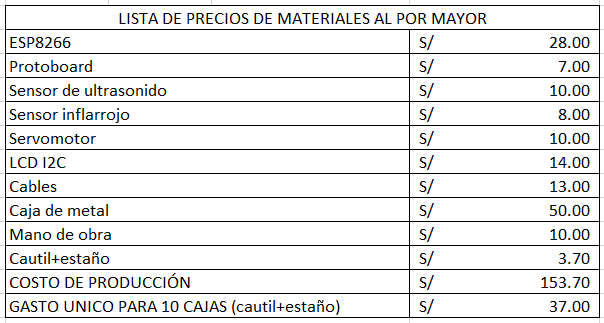 LISTA DE PRECIOS DE MATERIALES AL POR MAYOR
ESP8266 S/ 28.00
Protoboard S/ 7.00
Sensor de ultrasonido S/ 10.00
Sensor inflarrojo S/ 8.00
Servomotor S/ 10.00
LCD I2C S/ 14.00
Cables S/ 13.00
Caja de metal S/ 50.00
Mano de obra S/ 10.00
Cautil+estaño S/ 3.70
COSTO DE PRODUCCIÓN S/ 153.70
GASTO UNICO PARA 10 CAJAS (cautil+estaño) S/ 37.00